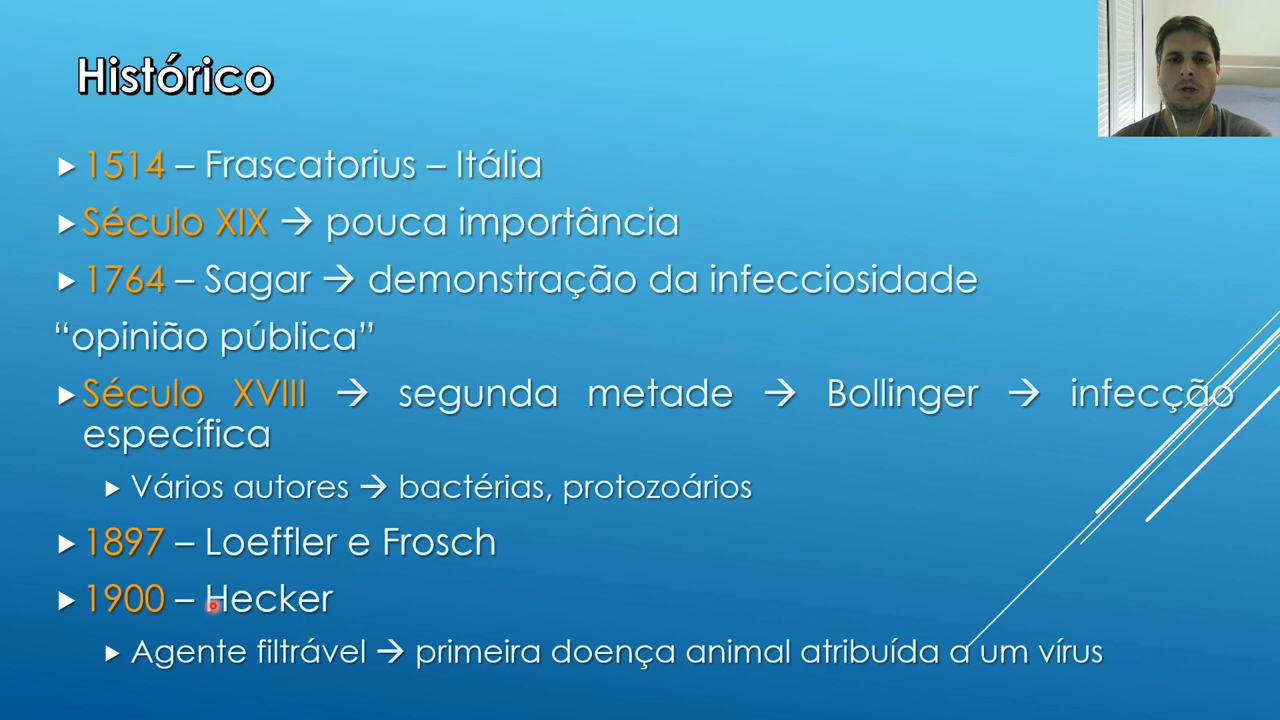 Histórico
1514 – Frascatorius – Itália
Século XIX → pouca importância
1764 – Sagar → demonstração da infecciosidade
“opinião pública”
Século XVIII → segunda metade → Bollinger → infecção
específica
Vários autores → bactérias, protozoários
1897 – Loeffler e Frosch
1900 – Hecker
Agente filtrável → primeira doença animal atribuída a um vírus